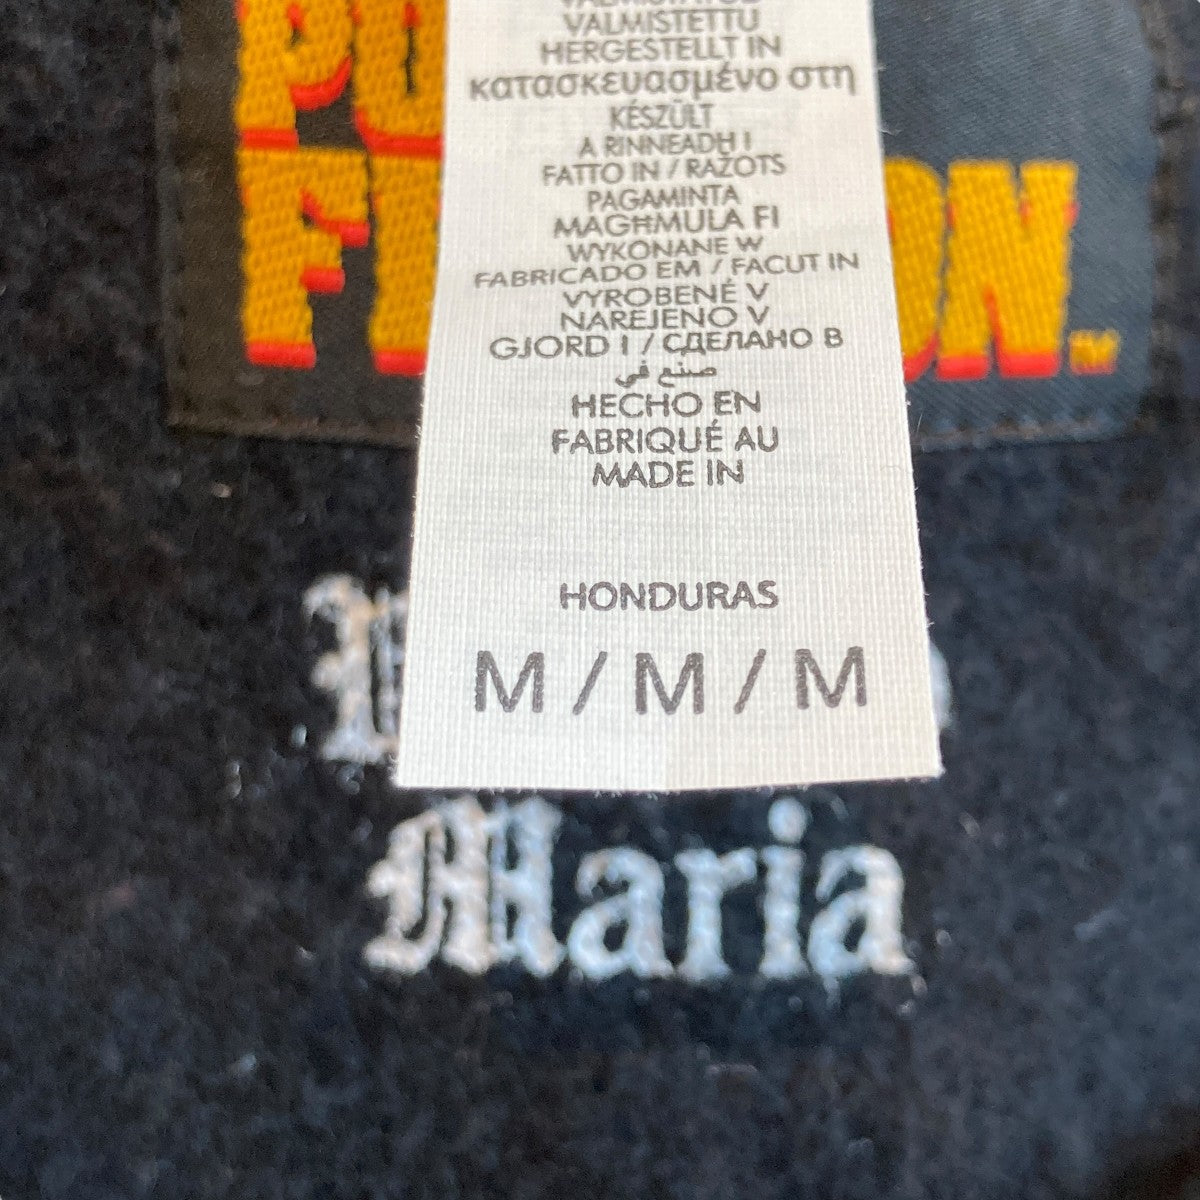 VALMISTETTU
HERGESTELLT IN
κατασκευασμένο στη
KÉSZÜLT
A RINNEADH I
FATTO IN / RAŽOTS
PAGAMINTA
MAGĦMULA FI
WYKONANE W
FABRICADO EM / FACUT IN
VYROBENÉ V
NAREJENO V
GJORD I / СДЕЛАНО В
صنع في
HECHO EN
FABRIQUÉ AU
MADE IN
HONDURAS
M / M / M
Maria
TM